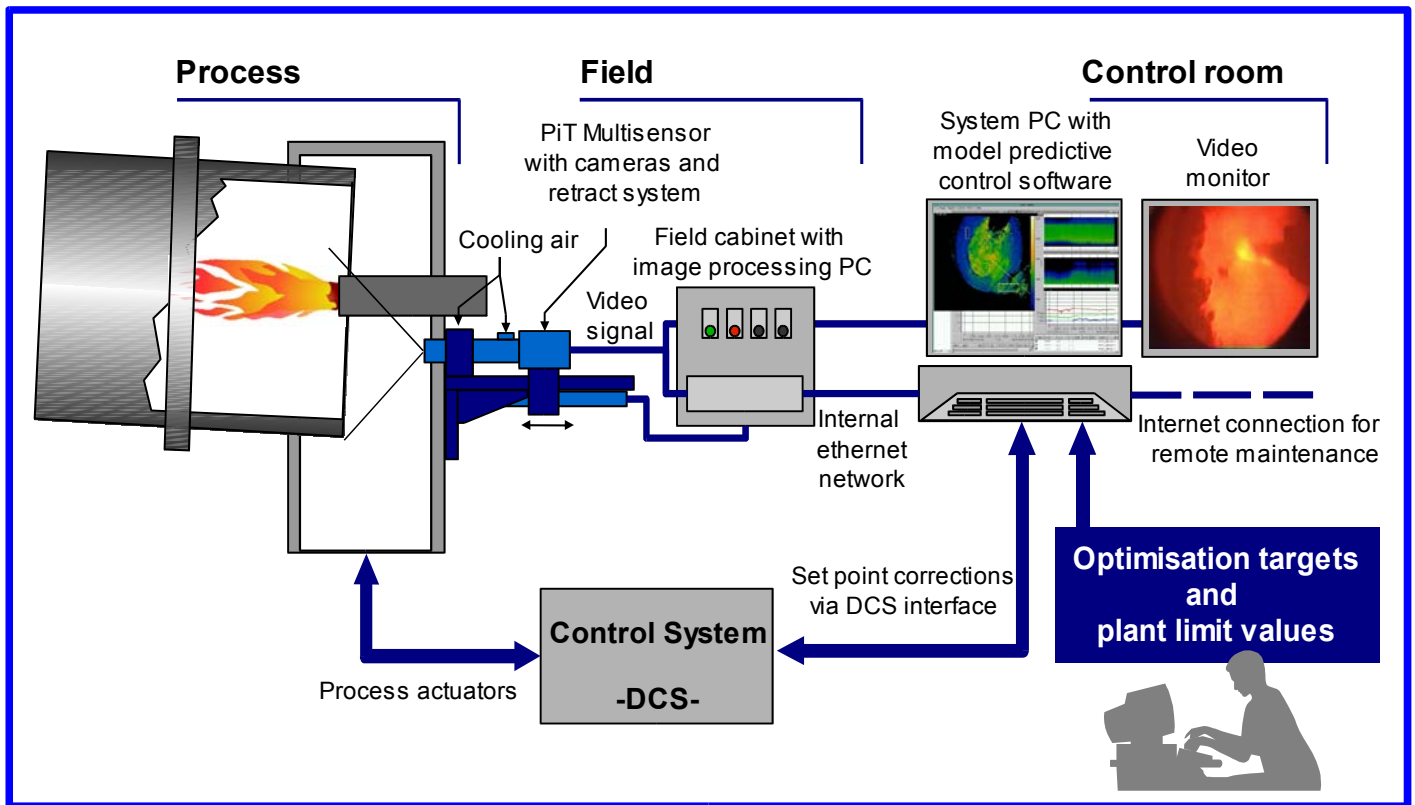 Process
Field
Control room
PiT Multisensor
with cameras and
retract system
Cooling air
Video
signal
Field cabinet with
image processing PC
System PC with
model predictive
control software
Video
monitor
Internal
ethernet
network
Internet connection for
remote maintenance
Set point corrections
via DCS interface
Optimisation targets
and
plant limit values
Control System
-DCS-
Process actuators